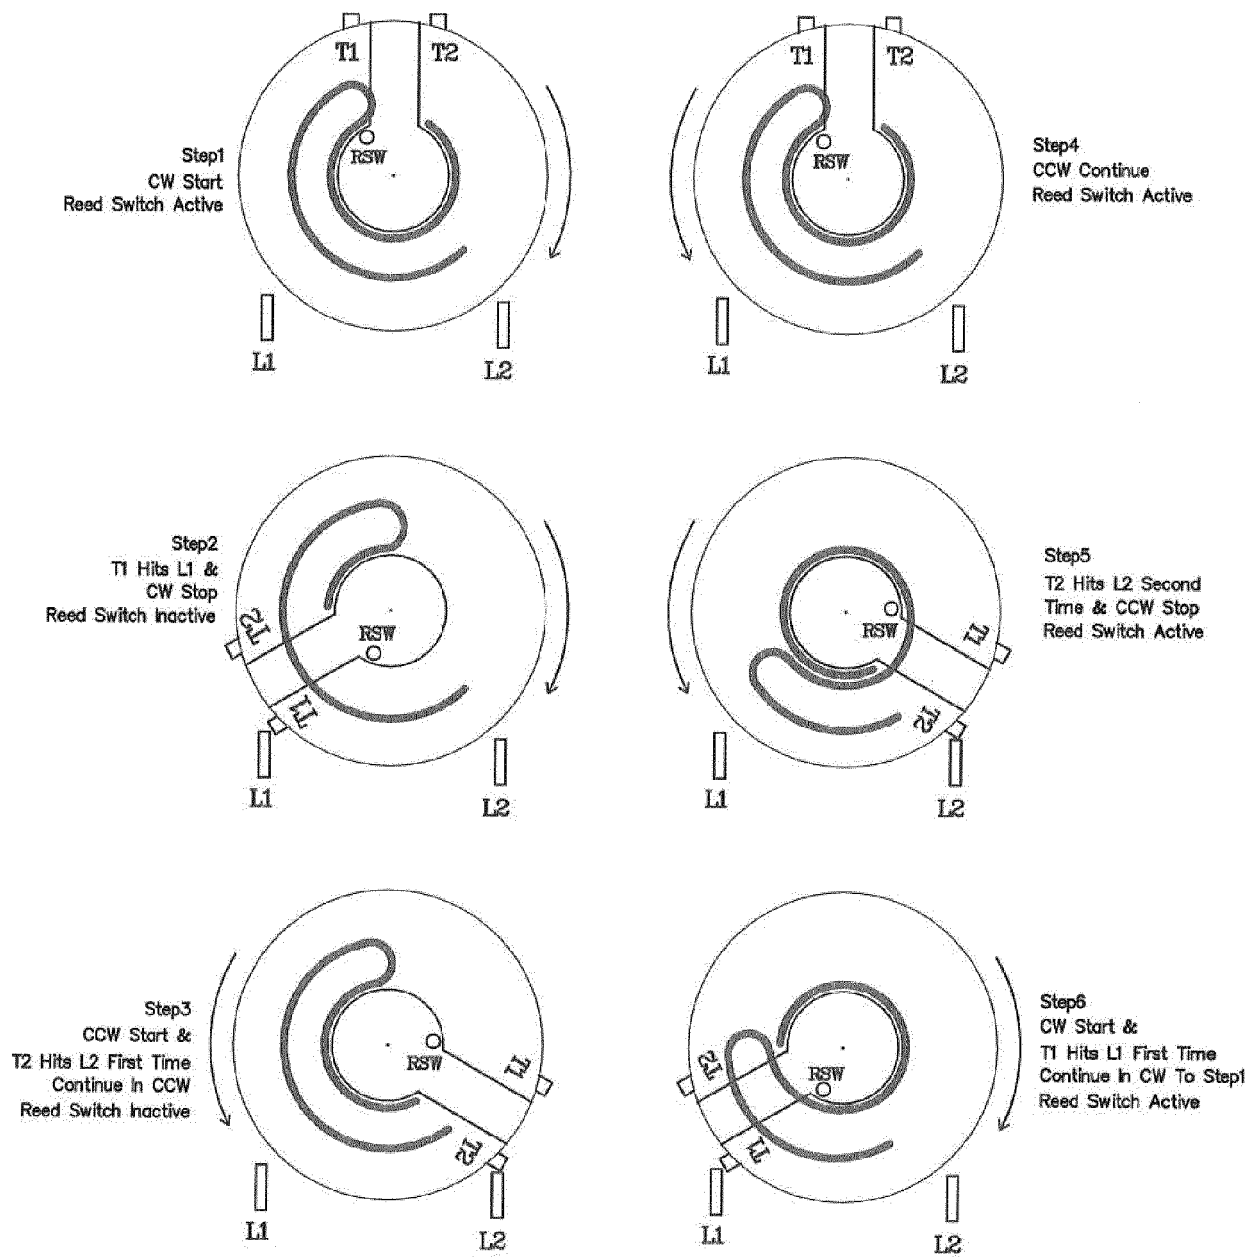 T1 T2
RSW
Step1
CW Start
Reed Switch Active
L1
L2
T1 T2
RSW
Step4
CCW Continue
Reed Switch Active
L1
L2
Step2
T1 Hits L1 &
CW Stop
Reed Switch Inactive
T2
RSW
T1
L1
L2
RSW
T1
T2
Step5
T2 Hits L2 Second
Time & CCW Stop
Reed Switch Active
L1
L2
Step3
CCW Start &
T2 Hits L2 First Time
Continue In CCW
Reed Switch Inactive
RSW
T1
T2
L1
L2
T2
RSW
T1
Step6
CW Start &
T1 Hits L1 First Time
Continue In CW To Step1
Reed Switch Active
L1
L2